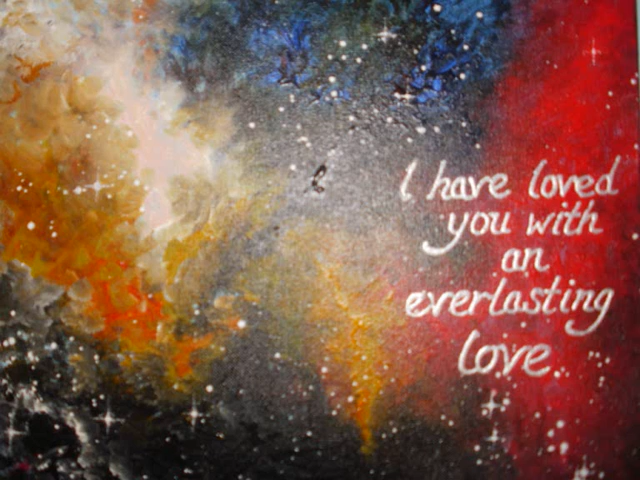 I have loved
you with
an
everlasting
love.